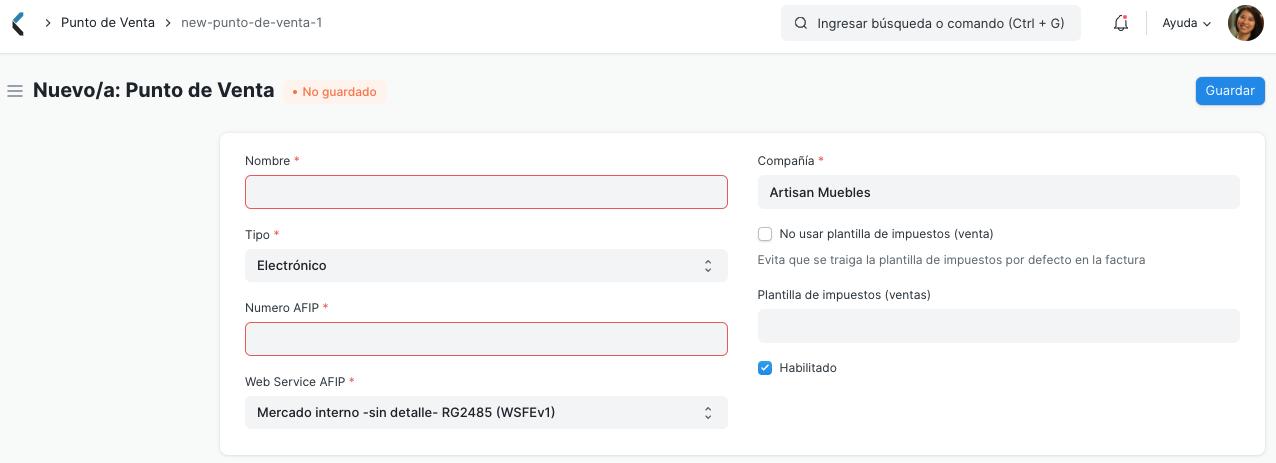 Punto de Venta
new-punto-de-venta-1
Ingresar búsqueda o comando (Ctrl + G)
Ayuda
Nuevo/a: Punto de Venta
• No guardado
Guardar
Nombre *
Tipo *
Electrónico
Numero AFIP *
Web Service AFIP *
Mercado interno -sin detalle- RG2485 (WSFEv1)
Compañía *
Artisan Muebles
No usar plantilla de impuestos (venta)
Evita que se traiga la plantilla de impuestos por defecto en la factura
Plantilla de impuestos (ventas)
Habilitado